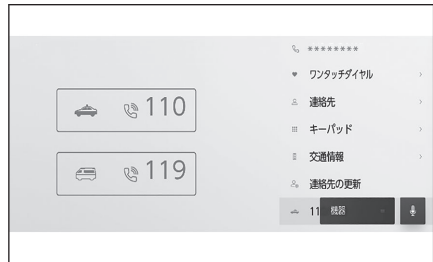 110
119
********
ワンタッチダイヤル
連絡先
キーパッド
交通情報
連絡先の更新
11 機器